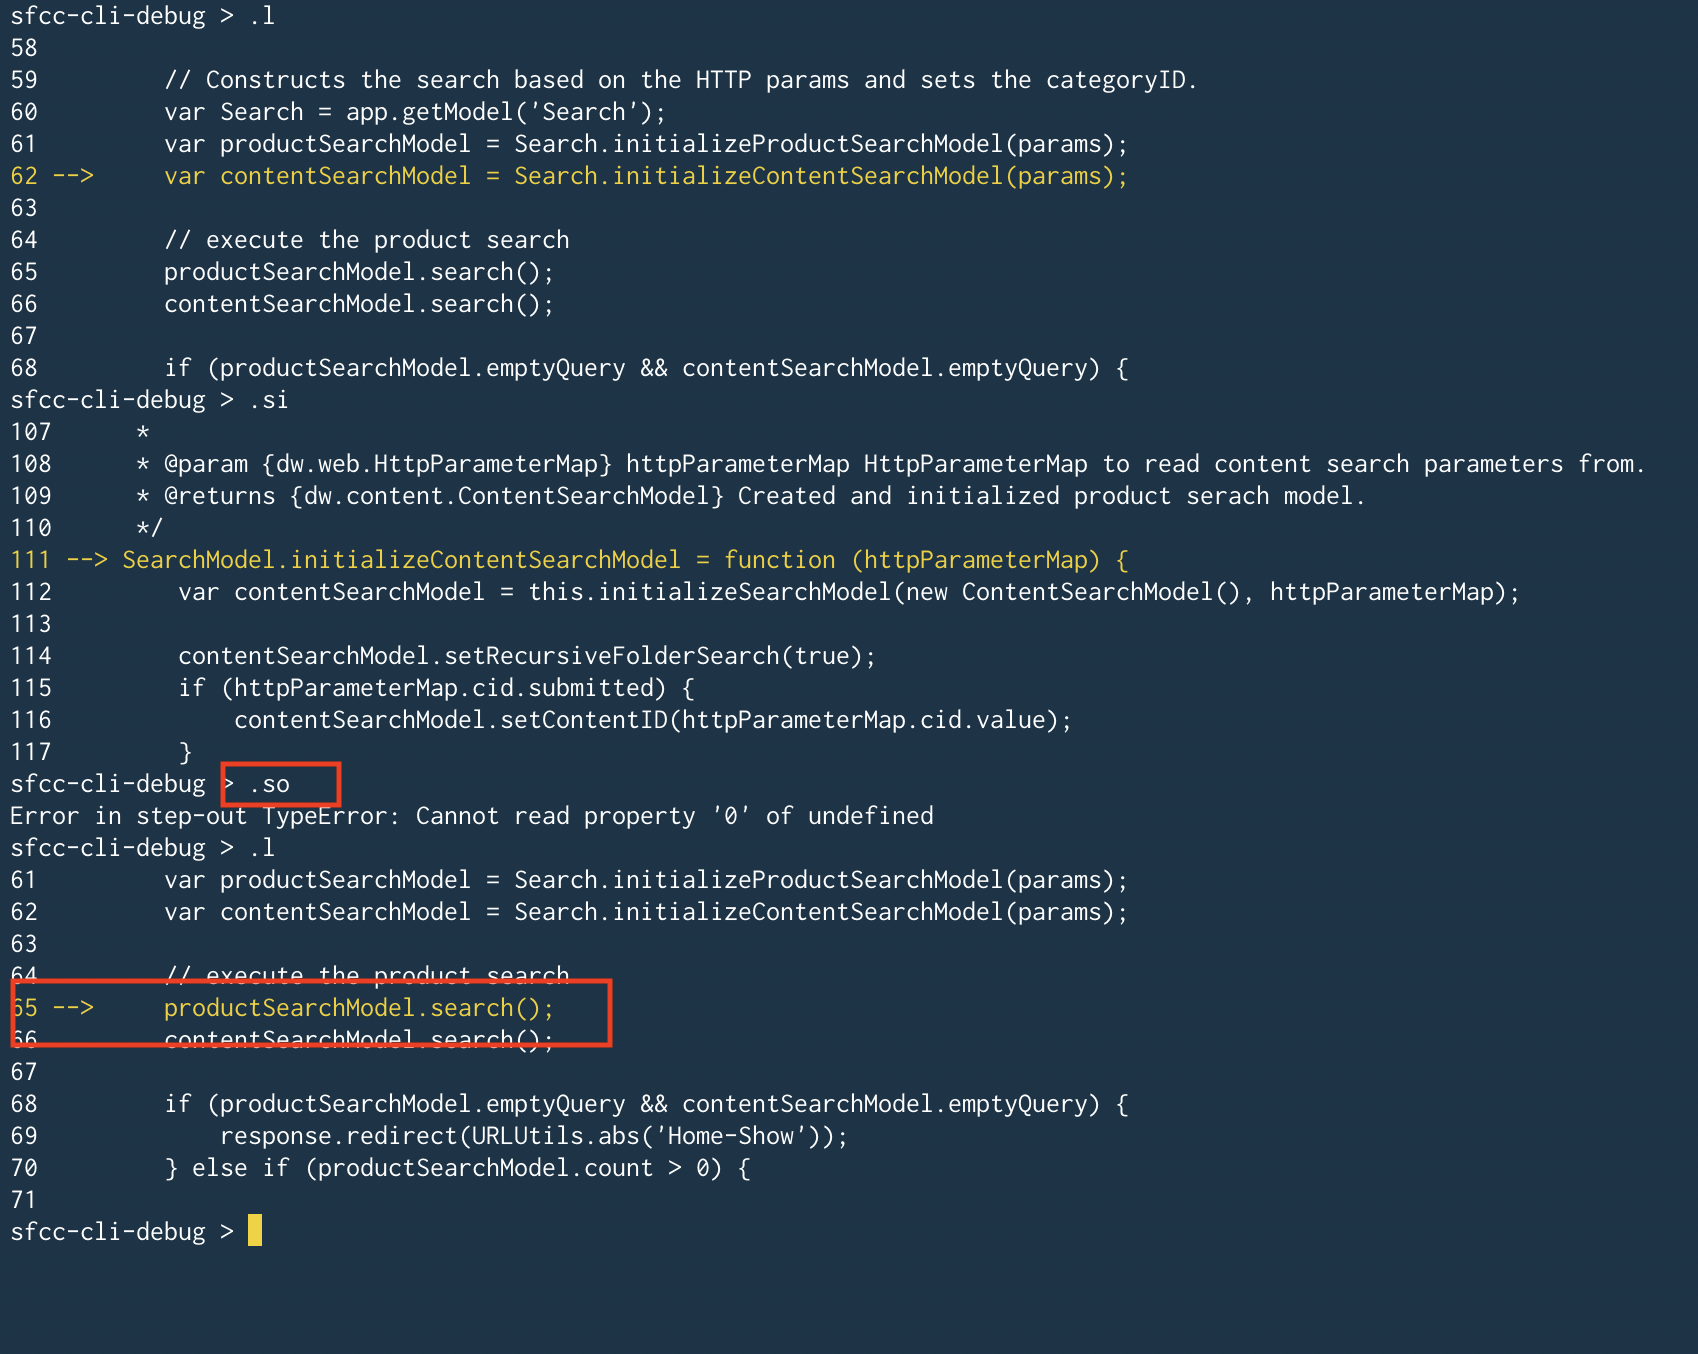 sfcc-cli-debug > .l
58
59         // Constructs the search based on the HTTP params and sets the categoryID.
60         var Search = app.getModel('Search');
61         var productSearchModel = Search.initializeProductSearchModel(params);
62 -->     var contentSearchModel = Search.initializeContentSearchModel(params);
63
64         // execute the product search
65         productSearchModel.search();
66         contentSearchModel.search();
67
68         if (productSearchModel.emptyQuery && contentSearchModel.emptyQuery) {
sfcc-cli-debug > .si
107      *
108      * @param {dw.web.HttpParameterMap} httpParameterMap HttpParameterMap to read content search parameters from.
109      * @returns {dw.content.ContentSearchModel} Created and initialized product serach model.
110      */
111 --> SearchModel.initializeContentSearchModel = function (httpParameterMap) {
112         var contentSearchModel = this.initializeSearchModel(new ContentSearchModel(), httpParameterMap);
113
114         contentSearchModel.setRecursiveFolderSearch(true);
115         if (httpParameterMap.cid.submitted) {
116             contentSearchModel.setContentID(httpParameterMap.cid.value);
117         }
sfcc-cli-debug > .so
Error in step-out TypeError: Cannot read property '0' of undefined
sfcc-cli-debug > .l
61         var productSearchModel = Search.initializeProductSearchModel(params);
62         var contentSearchModel = Search.initializeContentSearchModel(params);
63
64         // execute the product search
65 -->     productSearchModel.search();
66         contentSearchModel.search();
67
68         if (productSearchModel.emptyQuery && contentSearchModel.emptyQuery) {
69             response.redirect(URLUtils.abs('Home-Show'));
70         } else if (productSearchModel.count > 0) {
71
sfcc-cli-debug >